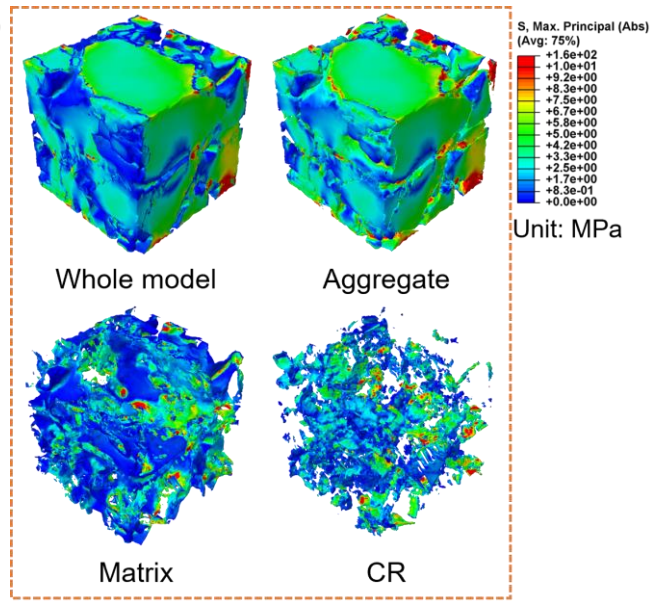 S, Max. Principal (Abs)
(Avg: 75%)
+1.6e+02
+1.0e+01
+9.2e+00
+8.3e+00
+7.5e+00
+6.7e+00
+5.8e+00
+5.0e+00
+4.2e+00
+3.3e+00
+2.5e+00
+1.7e+00
+8.3e-01
+0.0e+00
Unit: MPa
Whole model
Aggregate
Matrix
CR